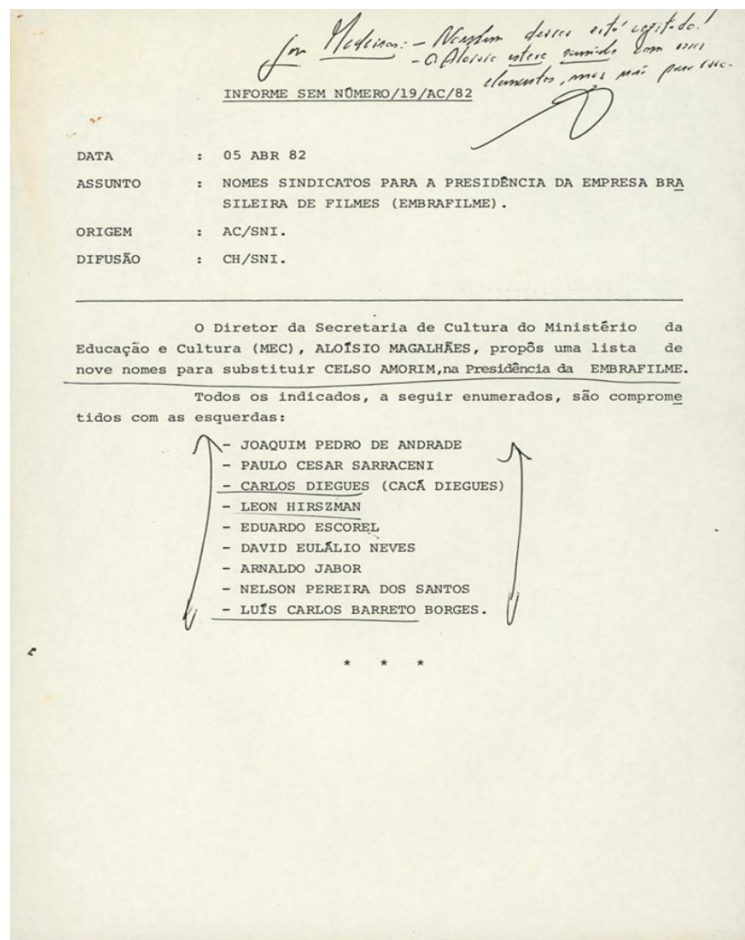 Medeiros: - Nenhum desses está cogitado!
- O Aloisio esteve reunido com esses
elementos, mas não para isso.
INFORME SEM NÚMERO/19/AC/82
DATA : 05 ABR 82
ASSUNTO : NOMES SINDICATOS PARA A PRESIDÊNCIA DA EMPRESA BRA
SILEIRA DE FILMES (EMBRAFILME).
ORIGEM : AC/SNI.
DIFUSÃO : CH/SNI.
O Diretor da Secretaria de Cultura do Ministério da
Educação e Cultura (MEC), ALOÍSIO MAGALHÃES, propôs uma lista de
nove nomes para substituir CELSO AMORIM,na Presidência da EMBRAFILME.
Todos os indicados, a seguir enumerados, são comprome
tidos com as esquerdas:
- JOAQUIM PEDRO DE ANDRADE
- PAULO CESAR SARRACENI
- CARLOS DIEGUES (CACÁ DIEGUES)
- LEON HIRSZMAN
- EDUARDO ESCOREL
- DAVID EULÁLIO NEVES
- ARNALDO JABOR
- NELSON PEREIRA DOS SANTOS
- LUÍS CARLOS BARRETO BORGES.
* * *